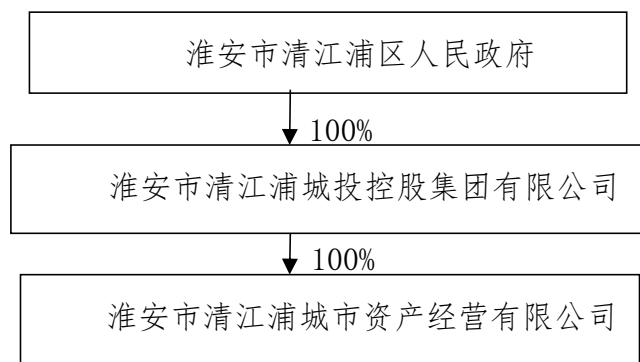 淮安市清江浦区人民政府
100%
淮安市清江浦城投控股集团有限公司
100%
淮安市清江浦城市资产经营有限公司